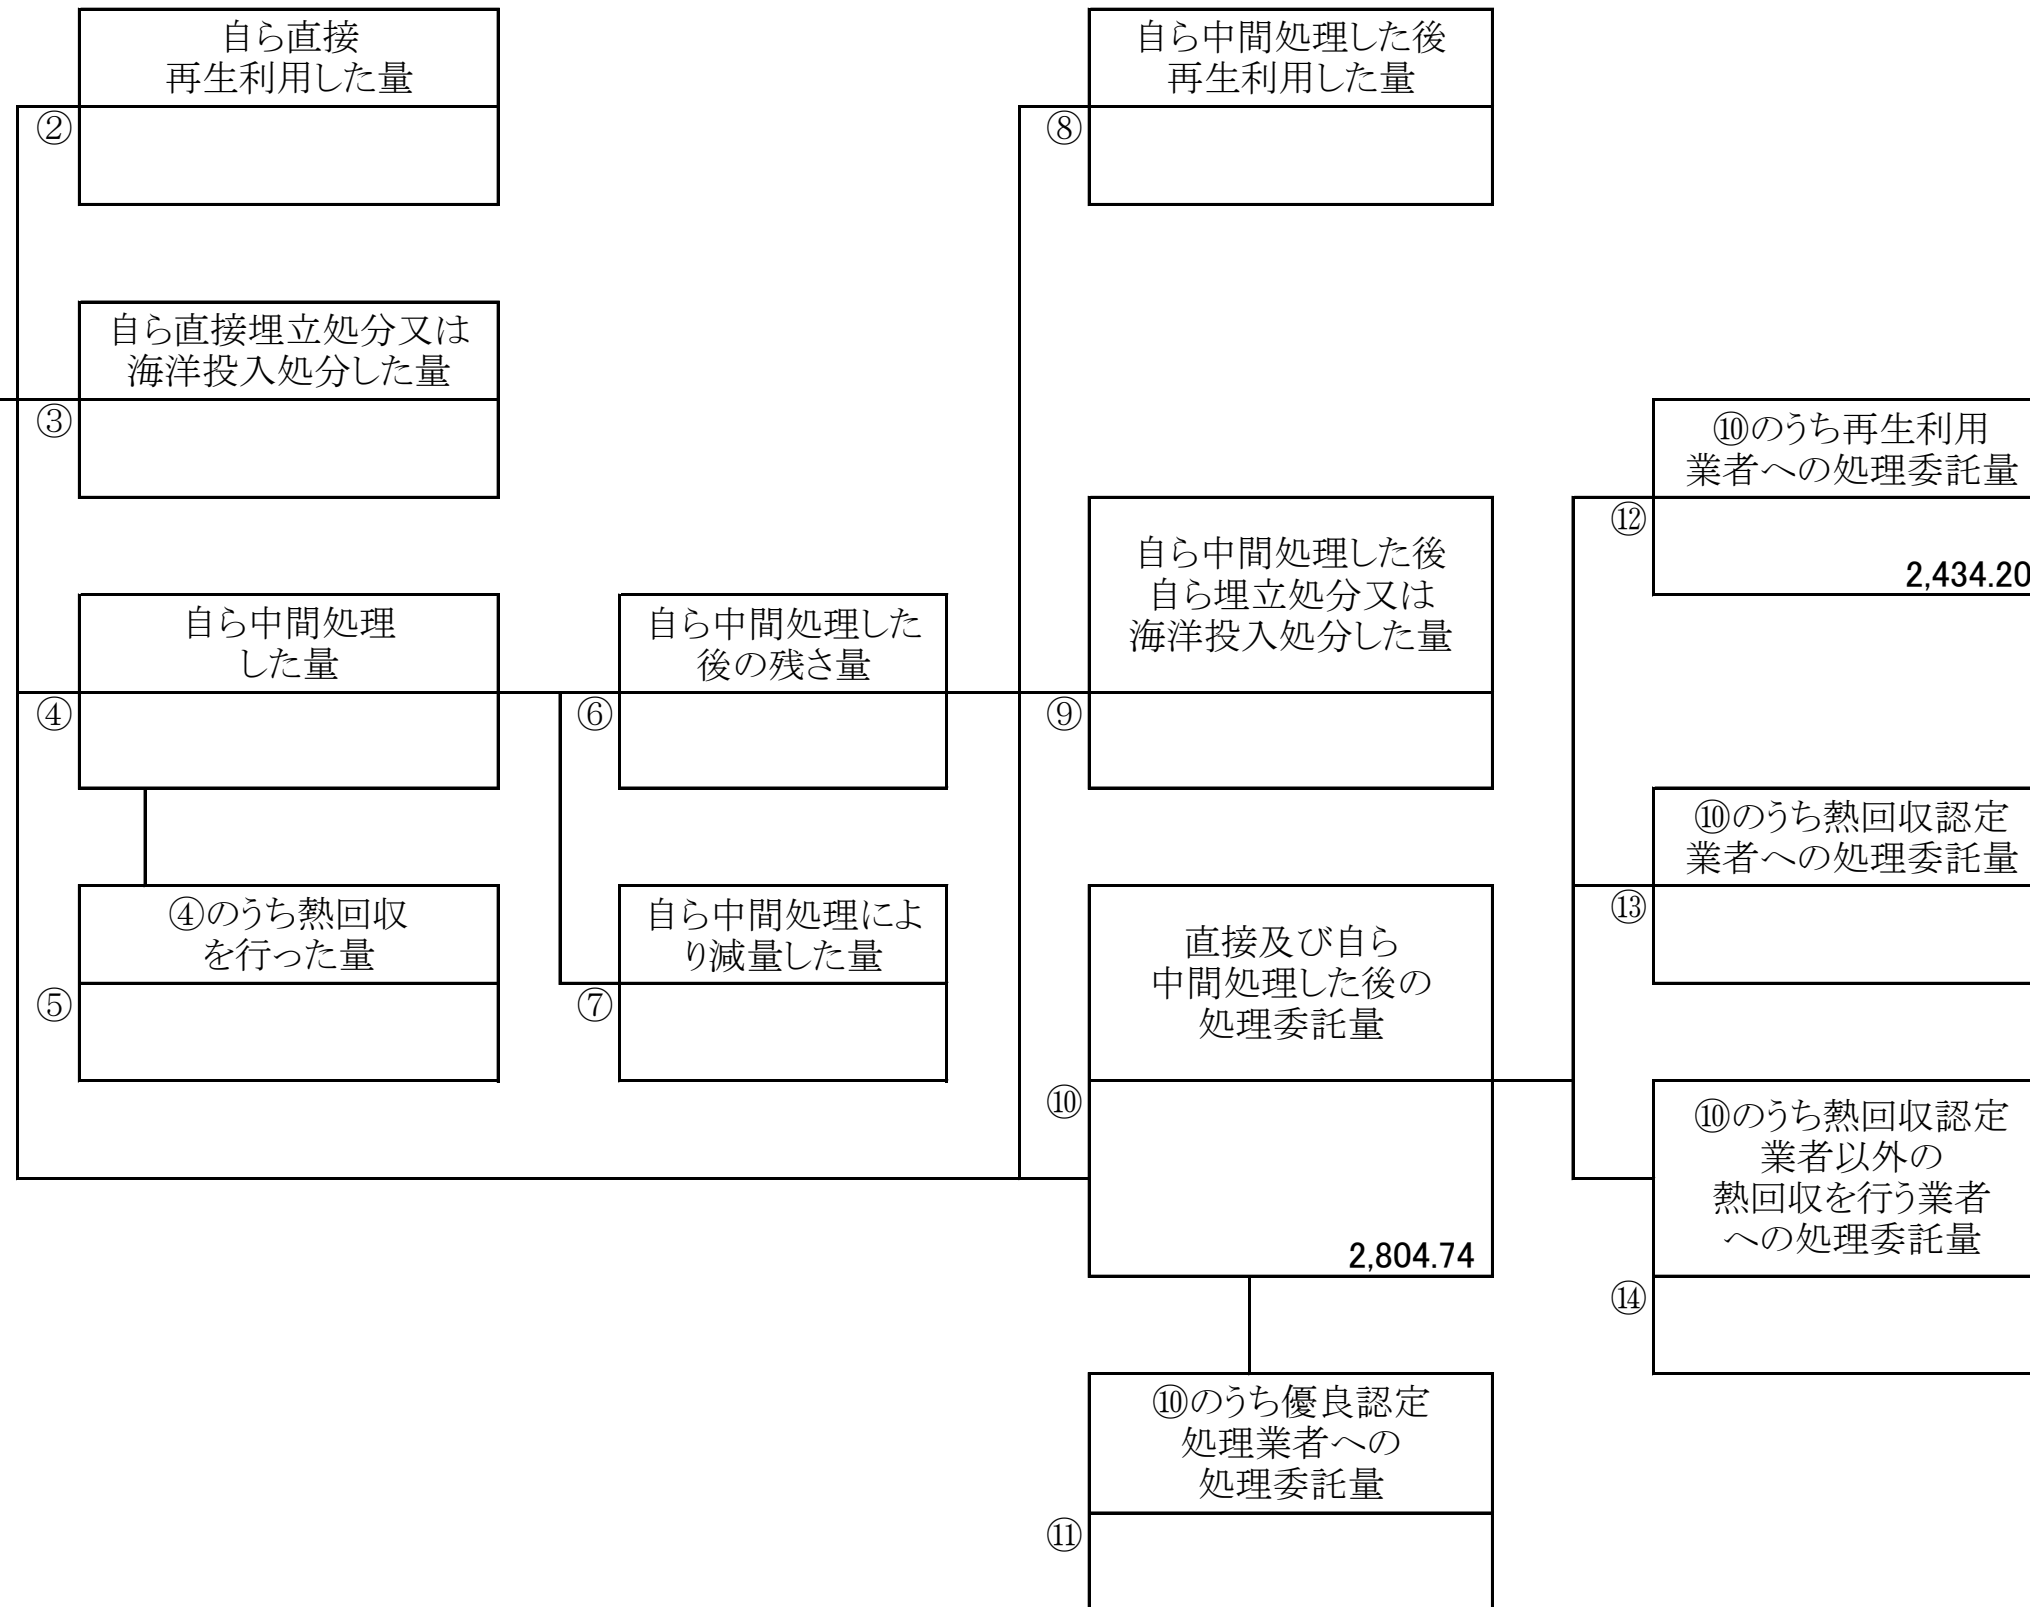 自ら直接
再生利用した量
②
自ら中間処理した後
再生利用した量
⑧
自ら直接埋立処分又は
海洋投入処分した量
③
⑩のうち再生利用
業者への処理委託量
⑫
2,434.20
自ら中間処理した後
自ら埋立処分又は
海洋投入処分した量
⑨
自ら中間処理
した量
④
自ら中間処理した
後の残さ量
⑥
⑩のうち熱回収認定
業者への処理委託量
⑬
④のうち熱回収
を行った量
⑤
自ら中間処理によ
り減量した量
⑦
直接及び自ら
中間処理した後の
処理委託量
⑩
2,804.74
⑩のうち熱回収認定
業者以外の
熱回収を行う業者
への処理委託量
⑭
⑩のうち優良認定
処理業者への
処理委託量
⑪